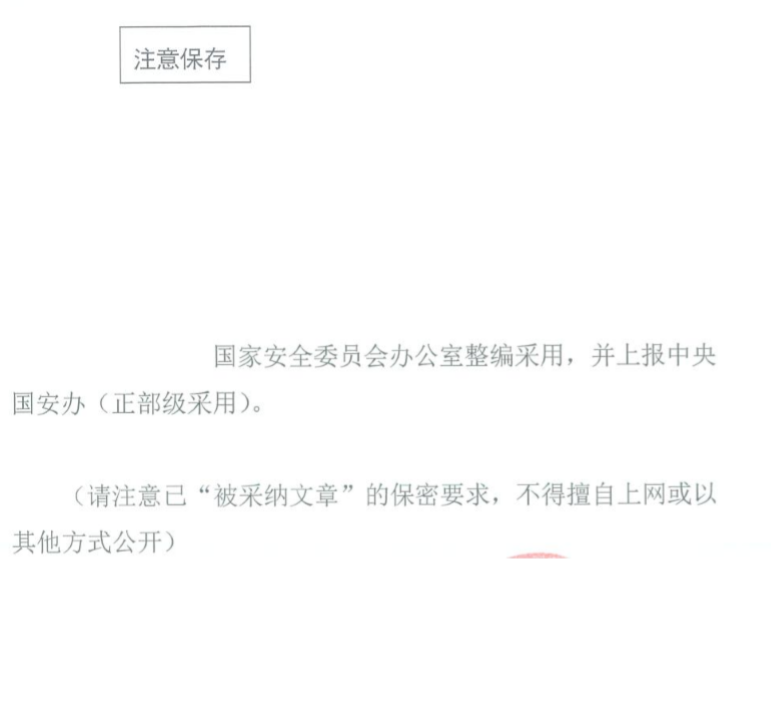 注意保存
国家安全委员会办公室整编采用，并上报中央
国安办（正部级采用）。
（请注意已“被采纳文章”的保密要求，不得擅自上网或以
其他方式公开）